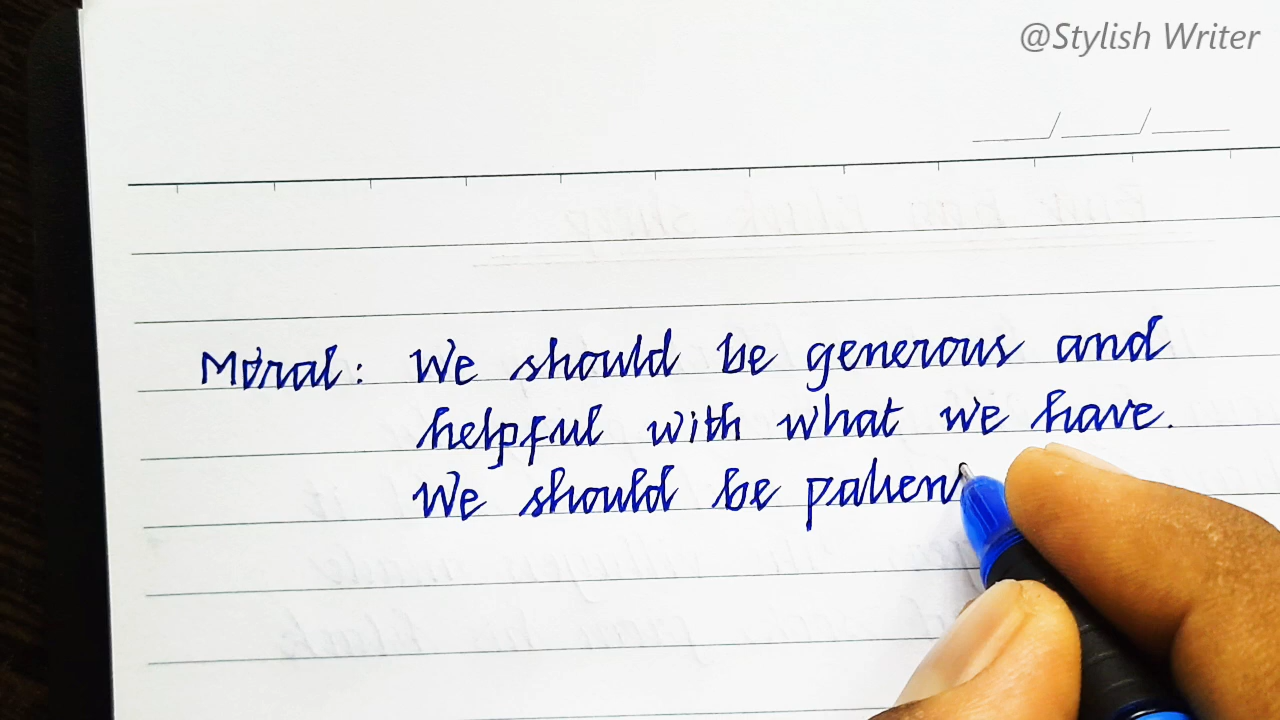 @Stylish Writer
Moral: We should be generous and
helpful with what we have.
We should be patien